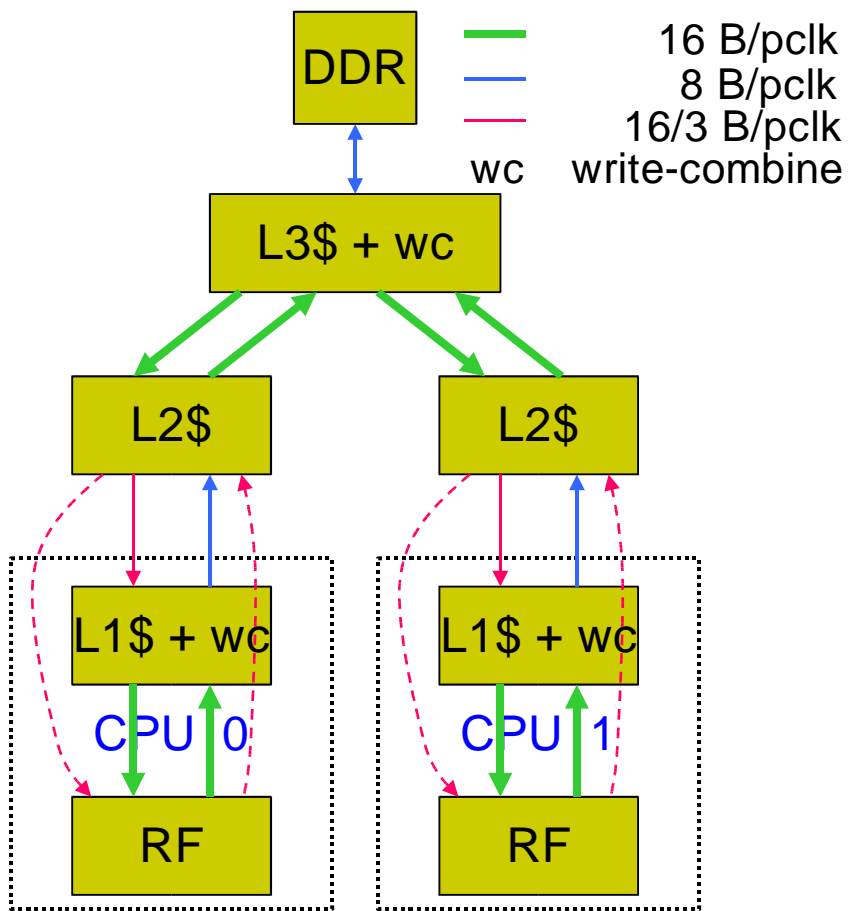 DDR
16 B/pclk
8 B/pclk
16/3 B/pclk
wc write-combine
L3$ + wc
L2$ L2$
L1$ + wc L1$ + wc
CPU 0 CPU 1
RF RF